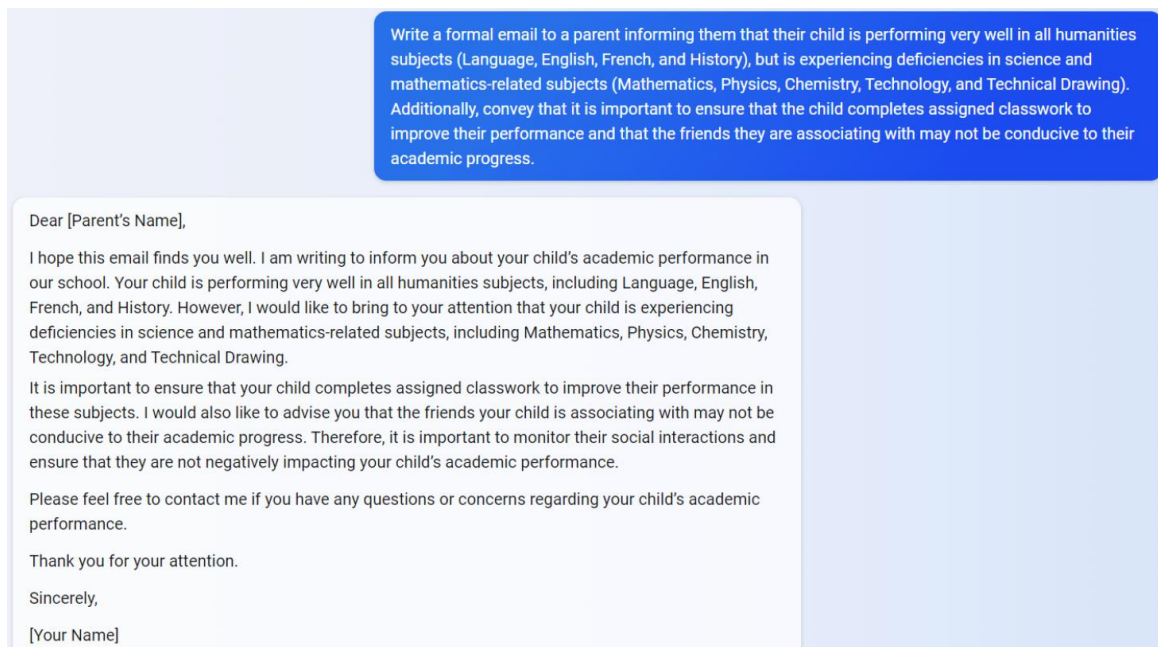 Write a formal email to a parent informing them that their child is performing very well in all humanities
subjects (Language, English, French, and History), but is experiencing deficiencies in science and
mathematics-related subjects (Mathematics, Physics, Chemistry, Technology, and Technical Drawing).
Additionally, convey that it is important to ensure that the child completes assigned classwork to
improve their performance and that the friends they are associating with may not be conducive to their
academic progress.
Dear [Parent’s Name],
I hope this email finds you well. I am writing to inform you about your child’s academic performance in
our school. Your child is performing very well in all humanities subjects, including Language, English,
French, and History. However, I would like to bring to your attention that your child is experiencing
deficiencies in science and mathematics-related subjects, including Mathematics, Physics, Chemistry,
Technology, and Technical Drawing.
It is important to ensure that your child completes assigned classwork to improve their performance in
these subjects. I would also like to advise you that the friends your child is associating with may not be
conducive to their academic progress. Therefore, it is important to monitor their social interactions and
ensure that they are not negatively impacting your child’s academic performance.
Please feel free to contact me if you have any questions or concerns regarding your child’s academic
performance.
Thank you for your attention.
Sincerely,
[Your Name]